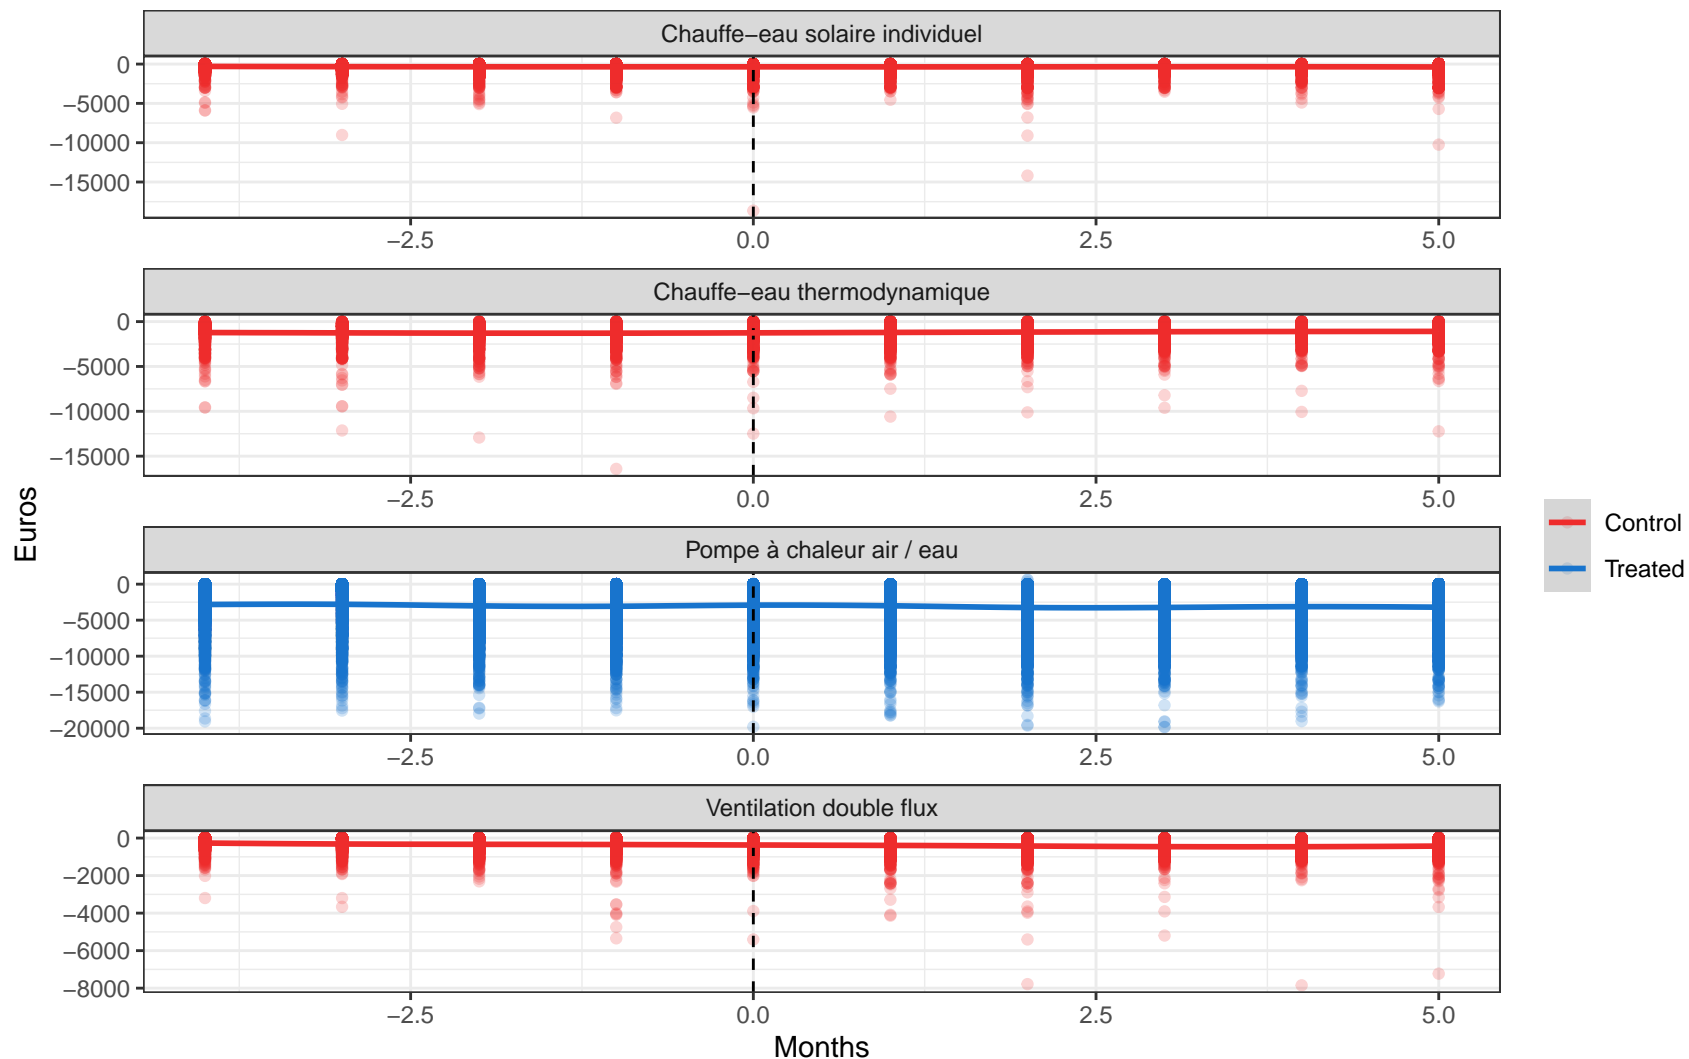 Chauffe−eau solaire individuel
0
−5000
−10000
−15000
−2.5 0.0 2.5 5.0
Chauffe−eau thermodynamique
0
−5000
−10000
−15000
−2.5 0.0 2.5 5.0
Euros
Pompe à chaleur air / eau
0
−5000
−10000
−15000
−20000
−2.5 0.0 2.5 5.0
Ventilation double flux
0
−2000
−4000
−6000
−8000
−2.5 0.0 2.5 5.0
Months
Control
Treated